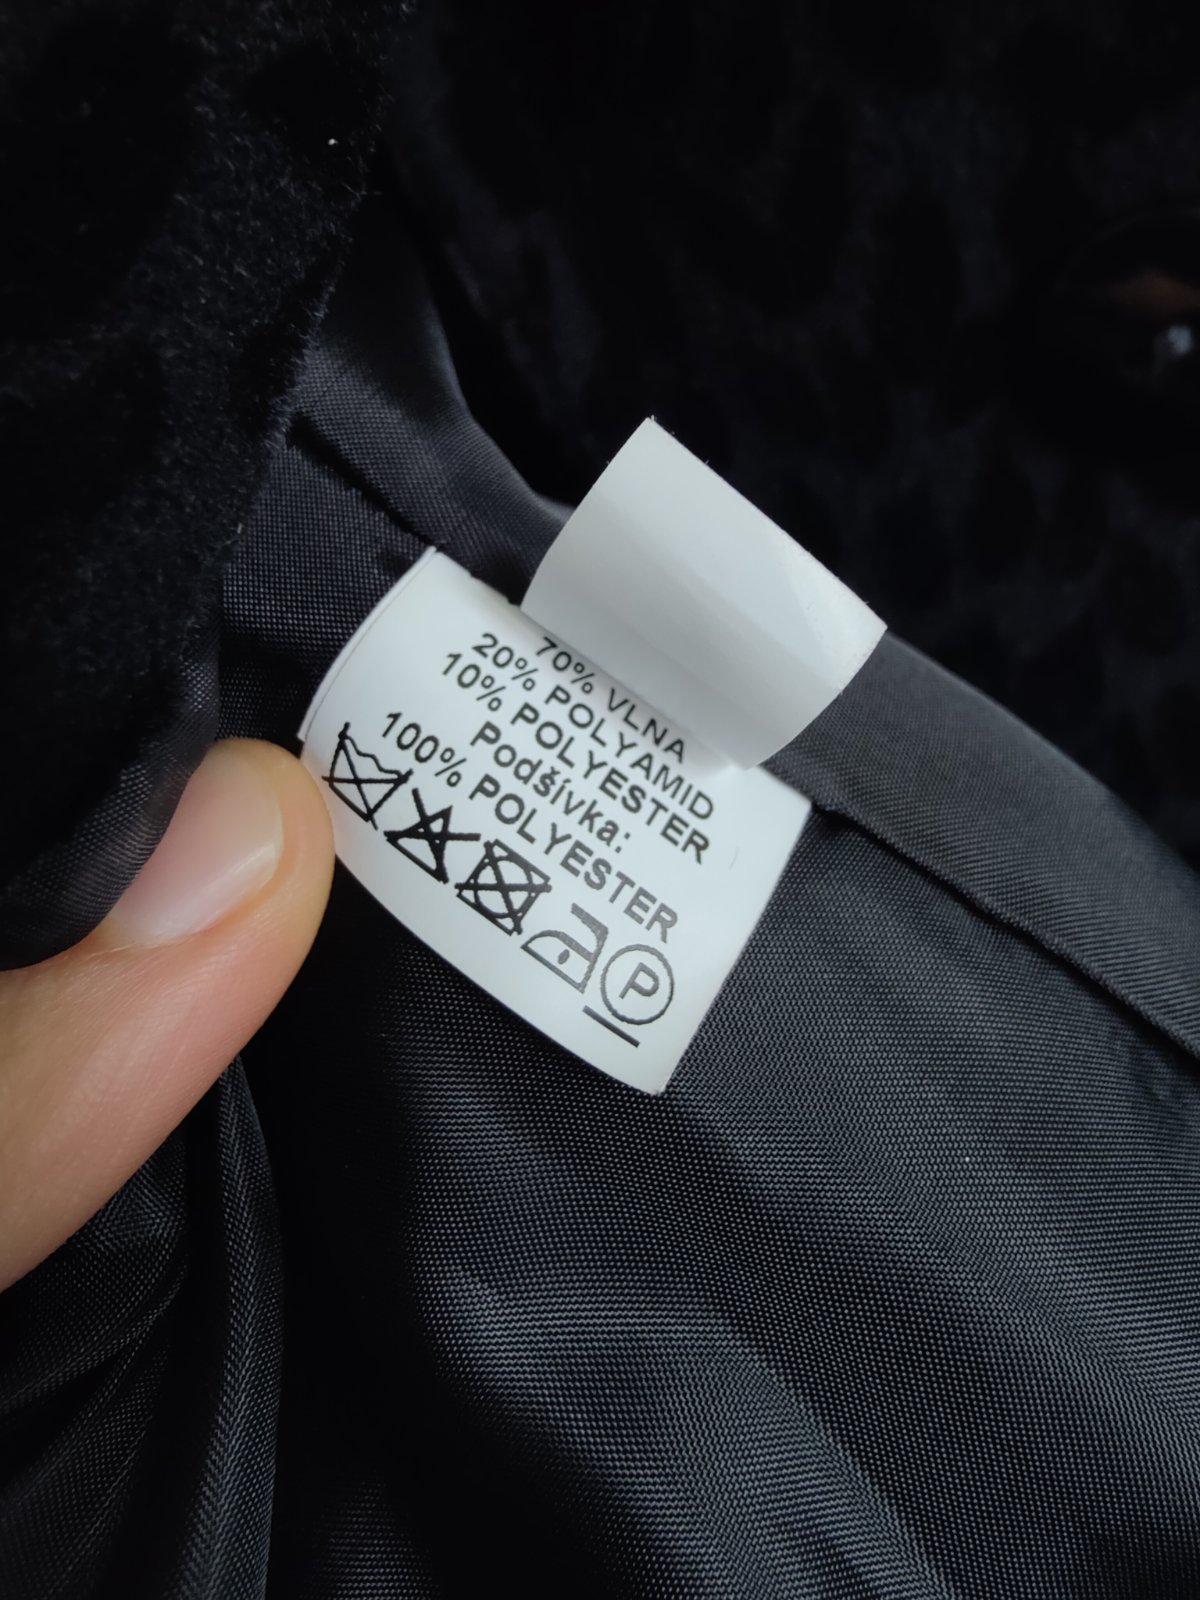 70% VLNA
20% POLYAMID
10% POLYESTER
Podšívka:
100% POLYESTER
P